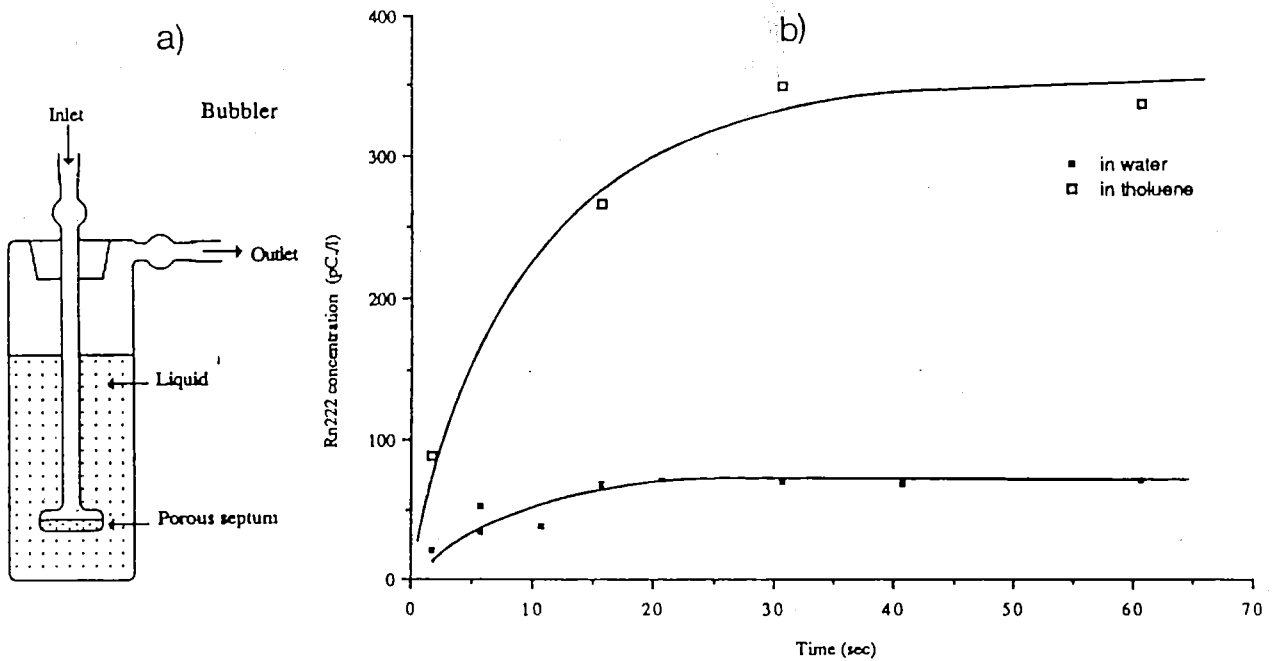 a)
Inlet
Bubbler
Outlet
Liquid
Porous septum
b)
Rn222 concentration (pC./l)
400
300
200
100
0
in water
in tholuene
0 10 20 30 40 50 60 70
Time (sec)